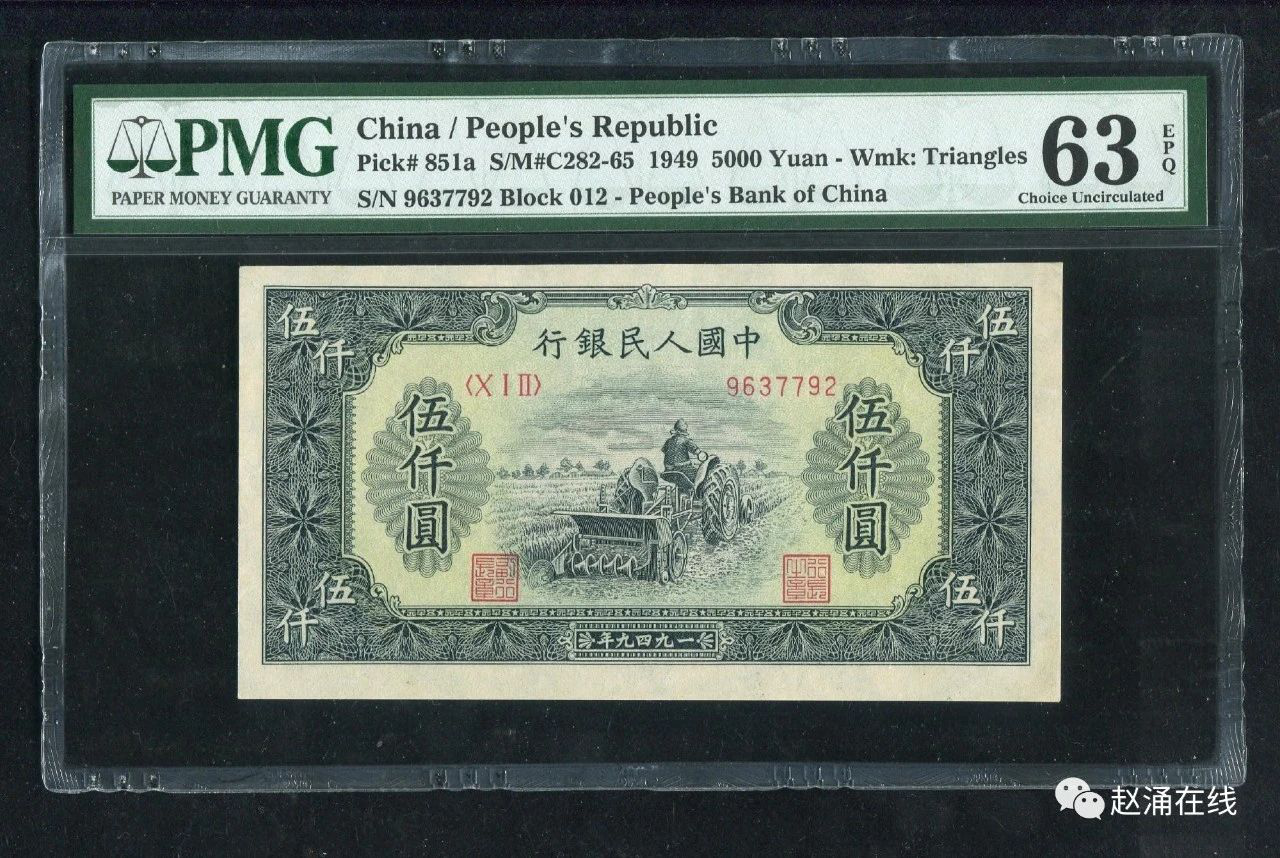 PMG
PAPER MONEY GUARANTY
China / People's Republic
Pick# 851a S/M#C282-65 1949 5000 Yuan - Wmk: Triangles
S/N 9637792 Block 012 - People's Bank of China
63
EPQ
Choice Uncirculated
伍仟
伍仟
行銀民人國中
〈X I II〉
9637792
伍仟圓
伍仟圓
伍仟
伍仟
年九四九一
赵涌在线